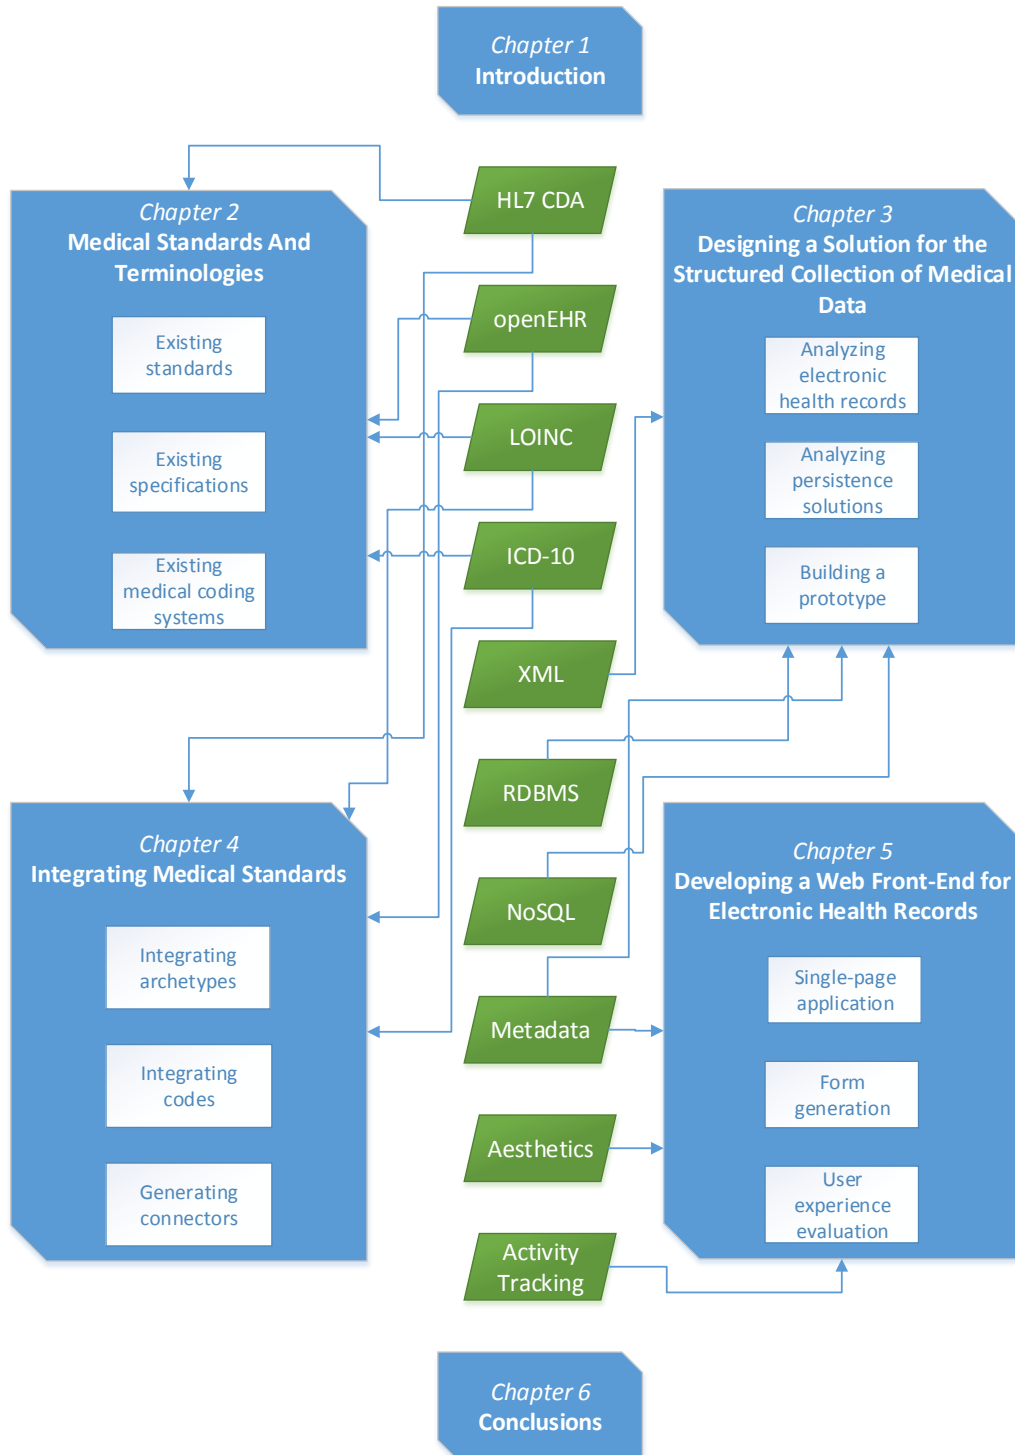 Chapter 1
Introduction
HL7 CDA
openEHR
LOINC
ICD-10
XML
RDBMS
NoSQL
Metadata
Aesthetics
Activity
Tracking
Chapter 2
Medical Standards And
Terminologies
Existing
standards
Existing
specifications
Existing
medical coding
systems
Chapter 3
Designing a Solution for the
Structured Collection of Medical
Data
Analyzing
electronic
health records
Analyzing
persistence
solutions
Building a
prototype
Chapter 4
Integrating Medical Standards
Integrating
archetypes
Integrating
codes
Generating
connectors
Chapter 5
Developing a Web Front-End for
Electronic Health Records
Single-page
application
Form
generation
User
experience
evaluation
Chapter 6
Conclusions